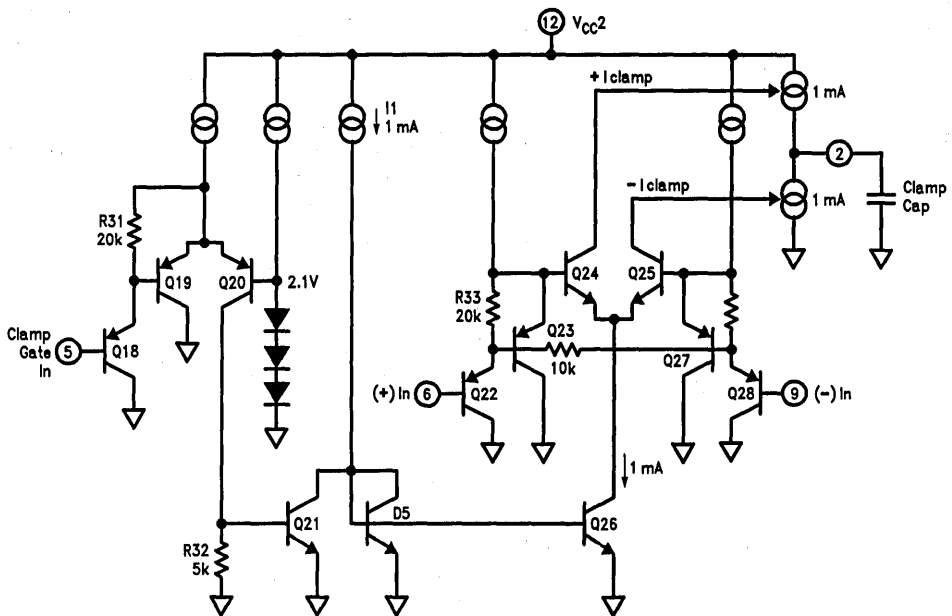 12 VCC2
+I clamp
I1
1 mA
1 mA
2
-I clamp
1 mA
Clamp
Cap
R31
20k
Q19
Q20
2.1V
Q24
Q25
R33
20k
Q23
10k
Q27
Clamp
Gate
In
5
Q18
(+) In 6
Q22
Q28
9 (-) In
1 mA
Q21
D5
Q26
R32
5k